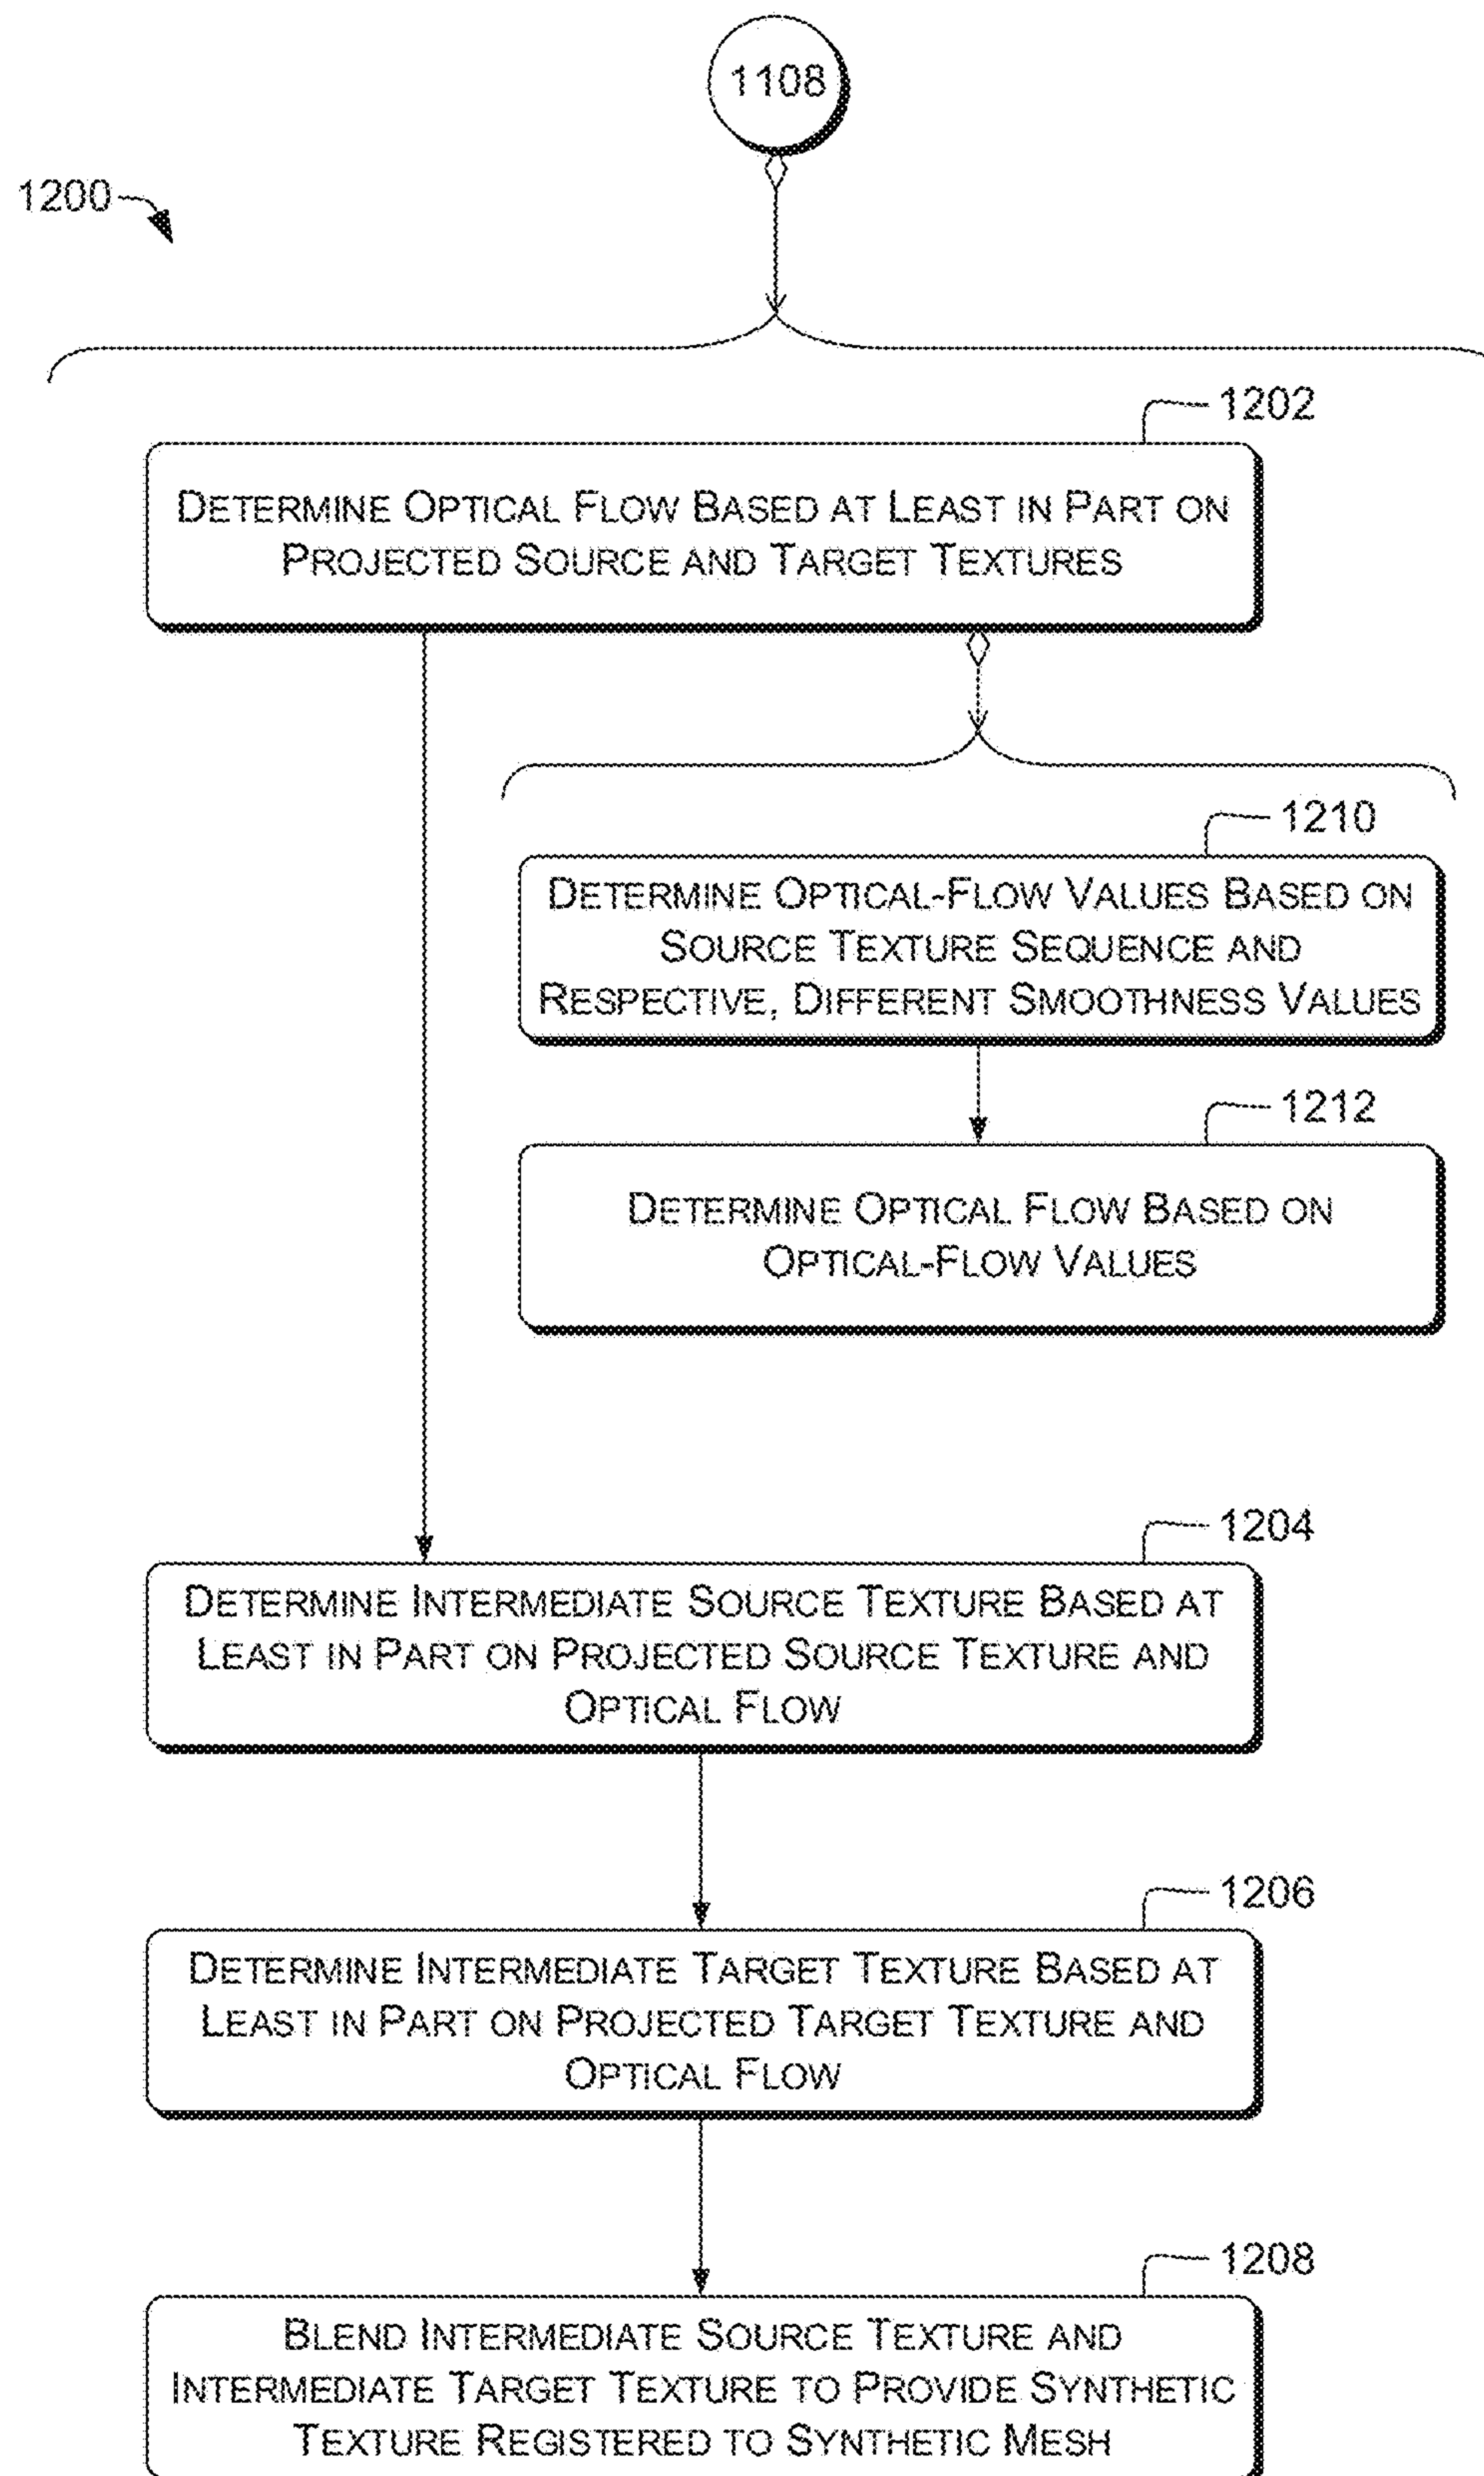 1108
1200
1202
DETERMINE OPTICAL FLOW BASED AT LEAST IN PART ON
PROJECTED SOURCE AND TARGET TEXTURES
1210
DETERMINE OPTICAL-FLOW VALUES BASED ON
SOURCE TEXTURE SEQUENCE AND
RESPECTIVE, DIFFERENT SMOOTHNESS VALUES
1212
DETERMINE OPTICAL FLOW BASED ON
OPTICAL-FLOW VALUES
1204
DETERMINE INTERMEDIATE SOURCE TEXTURE BASED AT
LEAST IN PART ON PROJECTED SOURCE TEXTURE AND
OPTICAL FLOW
1206
DETERMINE INTERMEDIATE TARGET TEXTURE BASED AT
LEAST IN PART ON PROJECTED TARGET TEXTURE AND
OPTICAL FLOW
1208
BLEND INTERMEDIATE SOURCE TEXTURE AND
INTERMEDIATE TARGET TEXTURE TO PROVIDE SYNTHETIC
TEXTURE REGISTERED TO SYNTHETIC MESH